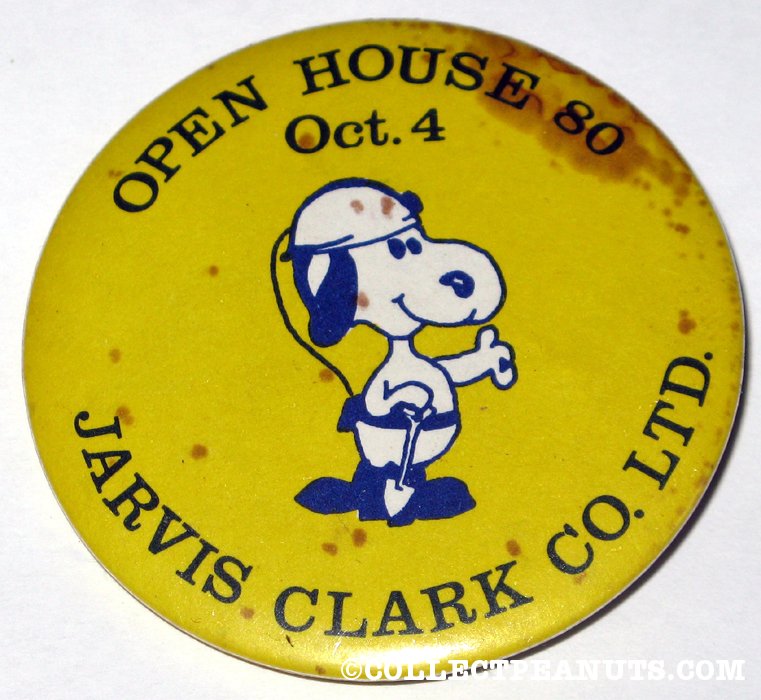 OPEN HOUSE 80
Oct. 4
JARVIS CLARK CO. LTD.
©COLLECTPEANUTS.COM